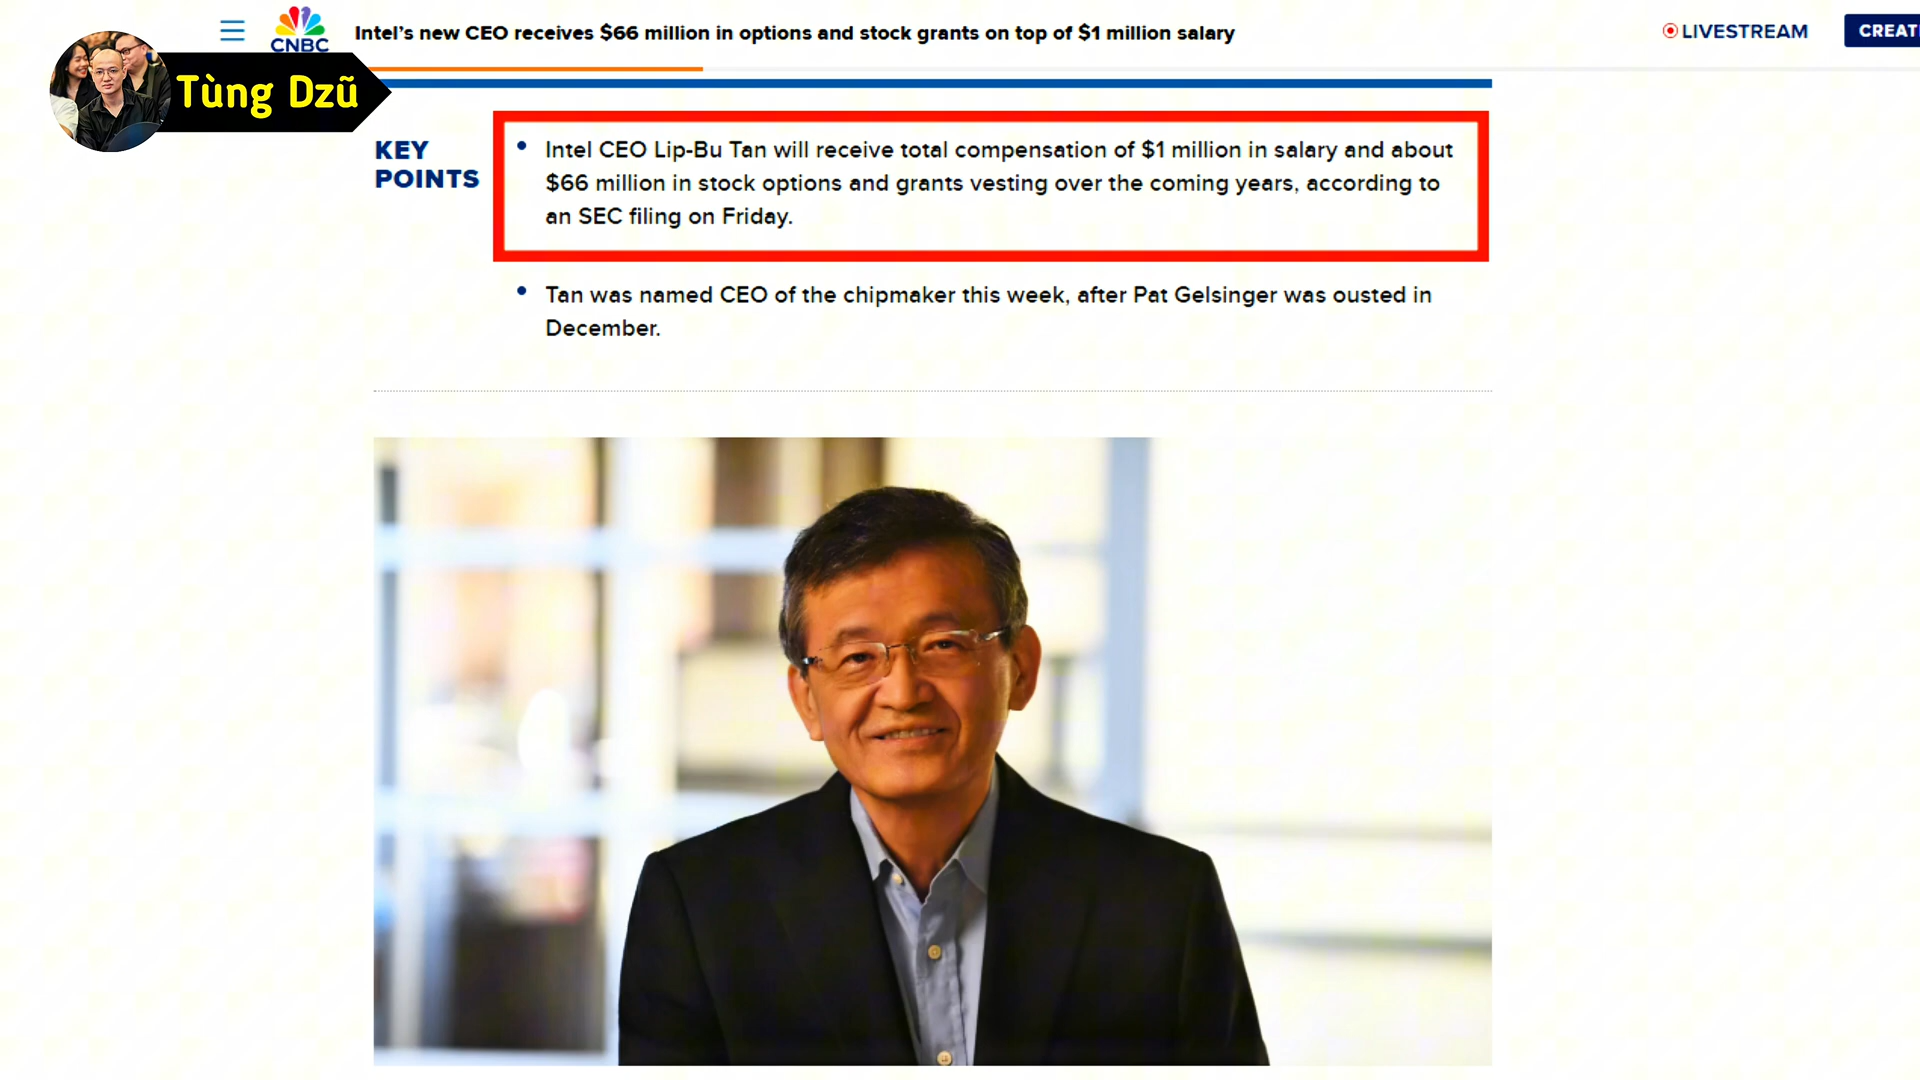 CNBC
Intel's new CEO receives $66 million in options and stock grants on top of $1 million salary
LIVESTREAM
CREAT
Tùng Dzũ
KEY
POINTS
Intel CEO Lip-Bu Tan will receive total compensation of $1 million in salary and about
$66 million in stock options and grants vesting over the coming years, according to
an SEC filing on Friday.
Tan was named CEO of the chipmaker this week, after Pat Gelsinger was ousted in
December.